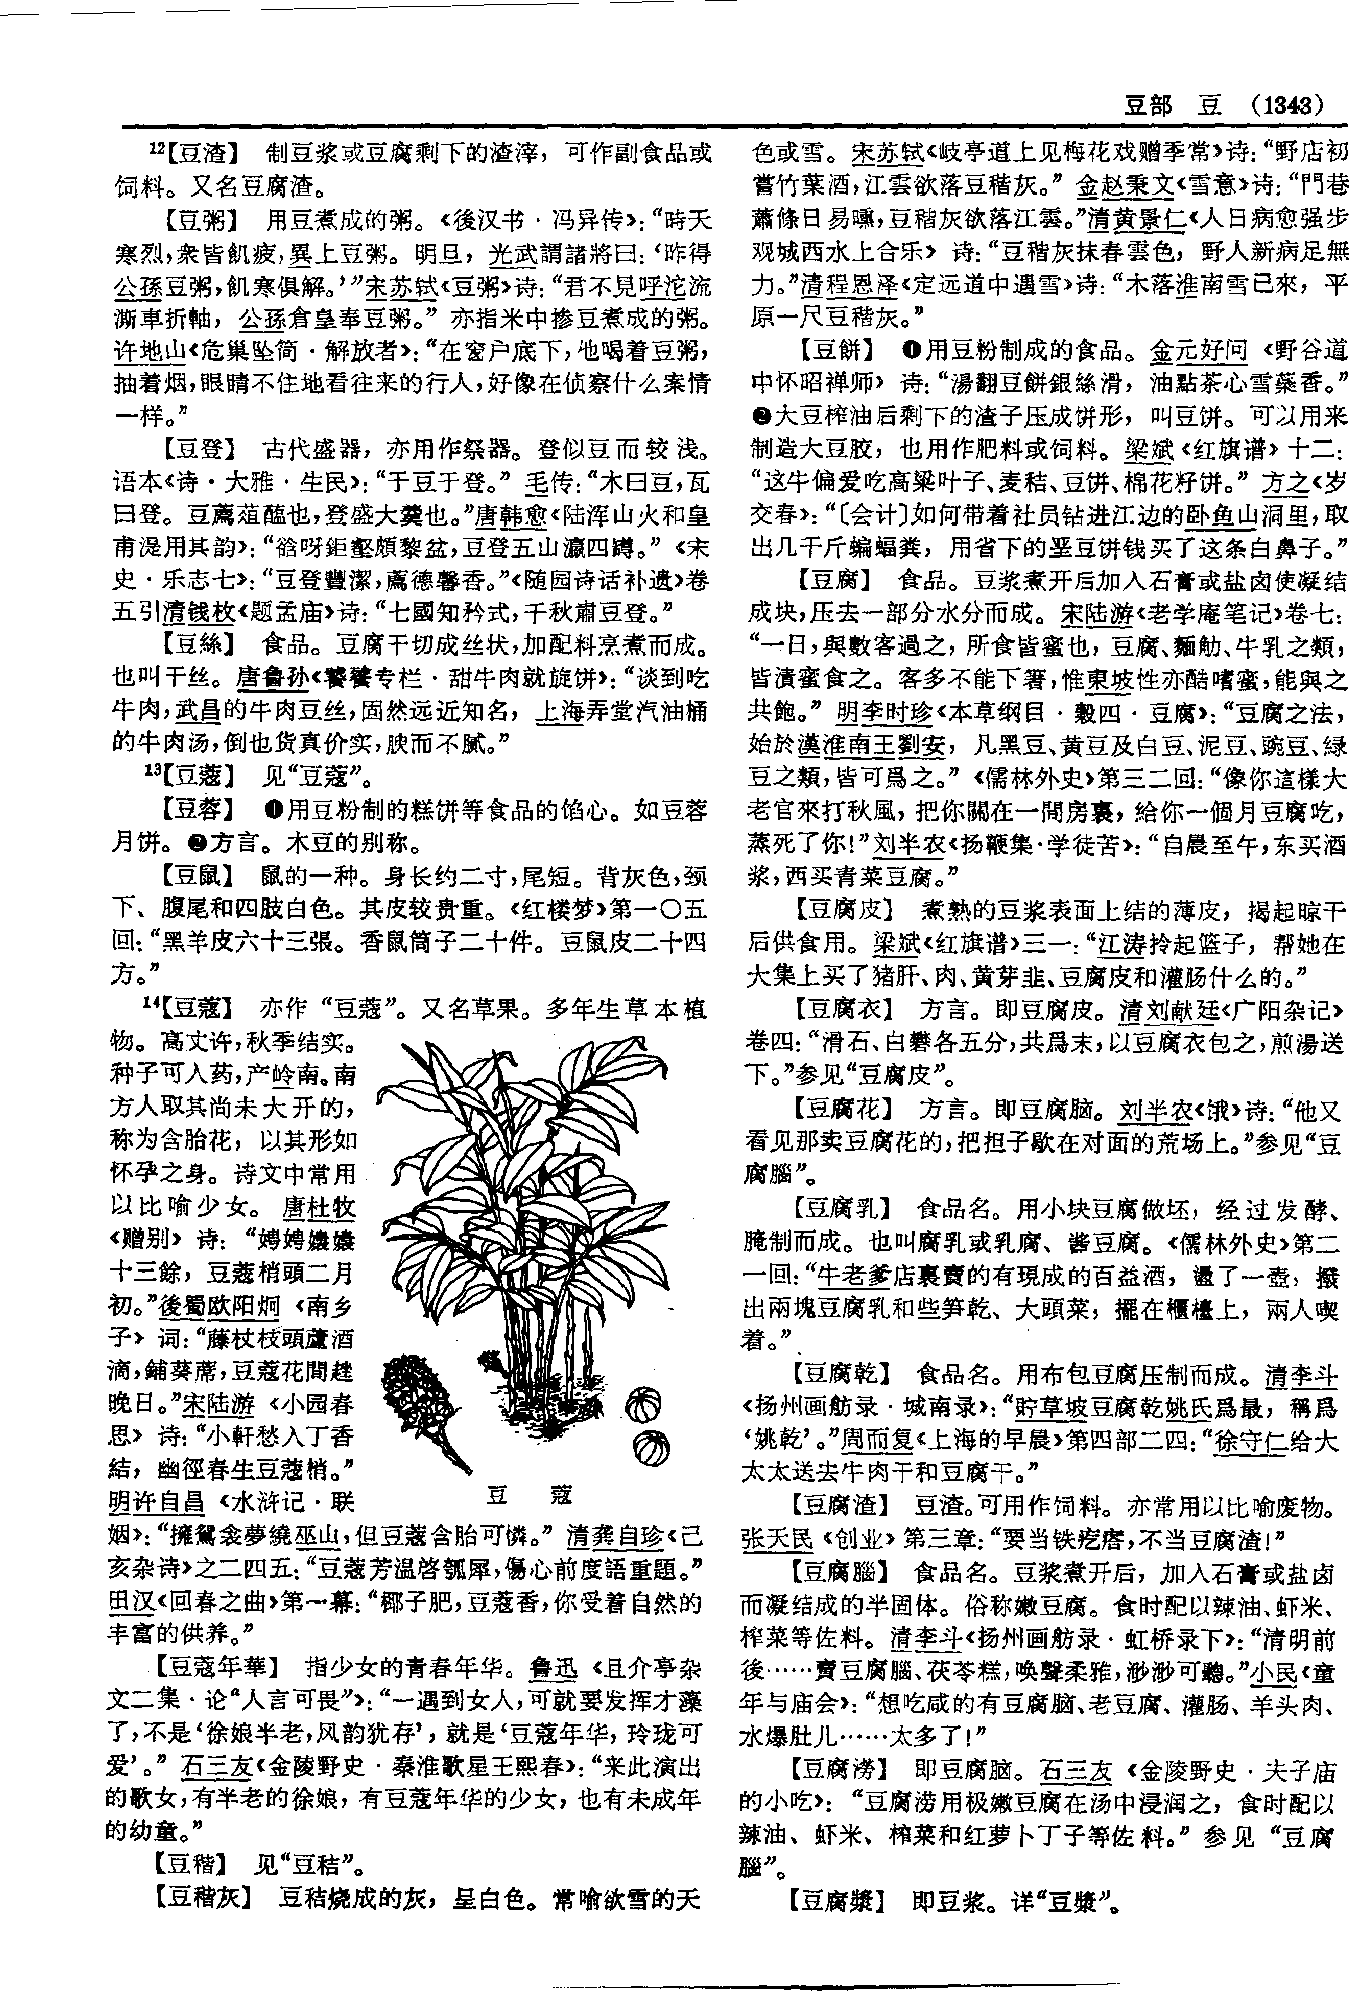 豆部 豆 (1343)
12【豆渣】 制豆浆或豆腐剩下的渣滓，可作副食品或
饲料。又名豆腐渣。
【豆粥】 用豆煮成的粥。《後汉书·冯异传》：“時天
寒烈，衆皆飢疲，異上豆粥。明旦，光武謂諸將曰：‘昨得
公孫豆粥，飢寒俱解。’”宋苏轼《豆粥》诗：“君不見呼沱流
澌車折軸，公孫倉皇奉豆粥。”亦指米中掺豆煮成的粥。
许地山《危巢坠简·解放者》：“在窗户底下，他喝着豆粥，
抽着烟，眼睛不住地看往来的行人，好像在侦察什么案情
一样。”
【豆登】 古代盛器，亦用作祭器。登似豆而较浅。
语本《诗·大雅·生民》：“于豆于登。”毛传：“木曰豆，瓦
曰登。豆薦菹醢也，登盛大羹也。”唐韩愈《陆浑山火和皇
甫湜用其韵》：“谽呀鉅壑頗黎盆，豆登五山瀛四罇。”《宋
史·乐志七》：“豆登豐潔，薦德馨香。”《随园诗话补遗》卷
五引清钱枚《题孟庙》诗：“七國知矜式，千秋肅豆登。”
【豆絲】 食品。豆腐干切成丝状，加配料烹煮而成。
也叫干丝。唐鲁孙《饕餮专栏·甜牛肉就旋饼》：“谈到吃
牛肉，武昌的牛肉豆丝，固然远近知名，上海弄堂汽油桶
的牛肉汤，倒也货真价实，腴而不腻。”
13【豆蔻】 见“豆蔻”。
【豆蓉】 ❶用豆粉制的糕饼等食品的馅心。如豆蓉
月饼。❷方言。木豆的别称。
【豆鼠】 鼠的一种。身长约二寸，尾短。背灰色，颈
下、腹尾和四肢白色。其皮较贵重。《红楼梦》第一〇五
回：“黑羊皮六十三張。香鼠筒子二十件。豆鼠皮二十四
方。”
14【豆蔻】 亦作“豆蔻”。又名草果。多年生草本植
物。高丈许，秋季结实。
种子可入药，产岭南。南
方人取其尚未大开的，
称为含胎花，以其形如
怀孕之身。诗文中常用
以比喻少女。唐杜牧
《赠别》诗：“娉娉嫋嫋
十三餘，豆蔻梢頭二月
初。”後蜀欧阳炯《南乡
子》词：“藤杖枝頭蘆酒
滴，鋪葵蓆，豆蔻花間趖
晚日。”宋陆游《小园春
思》诗：“小軒愁入丁香
結，幽徑春生豆蔻梢。”
明许自昌《水浒记·联
豆 蔻
姻》：“擁鴛衾夢繞巫山，但豆蔻含胎可憐。”清龚自珍《己
亥杂诗》之二四五：“豆蔻芳温啓瓠犀，傷心前度語重題。”
田汉《回春之曲》第一幕：“椰子肥，豆蔻香，你受着自然的
丰富的供养。”
【豆蔻年華】 指少女的青春年华。鲁迅《且介亭杂
文二集·论“人言可畏”》：“一遇到女人，可就要发挥才藻
了，不是‘徐娘半老，风韵犹存’，就是‘豆蔻年华，玲珑可
爱’。”石三友《金陵野史·秦淮歌星王熙春》：“来此演出
的歌女，有半老的徐娘，有豆蔻年华的少女，也有未成年
的幼童。”
【豆稭】 见“豆秸”。
【豆稭灰】 豆秸烧成的灰，呈白色。常喻欲雪的天
色或雪。宋苏轼《岐亭道上见梅花戏赠季常》诗：“野店初
嘗竹葉酒，江雲欲落豆稭灰。”金赵秉文《雪意》诗：“門巷
蕭條日易曛，豆稭灰欲落江雲。”清黄景仁《人日病愈强步
观城西水上合乐》诗：“豆稭灰抹春雲色，野人新病足無
力。”清程恩泽《定远道中遇雪》诗：“木落淮南雪已來，平
原一尺豆稭灰。”
【豆餅】 ❶用豆粉制成的食品。金元好问《野谷道
中怀昭禅师》诗：“湯翻豆餅銀絲滑，油點茶心雪蘂香。”
❷大豆榨油后剩下的渣子压成饼形，叫豆饼。可以用来
制造大豆胶，也用作肥料或饲料。梁斌《红旗谱》十二：
“这牛偏爱吃高粱叶子、麦秸、豆饼、棉花籽饼。”方之《岁
交春》：“〔会计〕如何带着社员钻进江边的卧鱼山洞里，取
出几千斤蝙蝠粪，用省下的垩豆饼钱买了这条白鼻子。”
【豆腐】 食品。豆浆煮开后加入石膏或盐卤使凝结
成块，压去一部分水分而成。宋陆游《老学庵笔记》卷七：
“一日，與數客過之，所食皆蜜也，豆腐、麵觔、牛乳之類，
皆漬蜜食之。客多不能下箸，惟東坡性亦酷嗜蜜，能與之
共飽。”明李时珍《本草纲目·穀四·豆腐》：“豆腐之法，
始於漢淮南王劉安，凡黑豆、黄豆及白豆、泥豆、豌豆、绿
豆之類，皆可爲之。”《儒林外史》第三二回：“像你這樣大
老官來打秋風，把你關在一間房裏，給你一個月豆腐吃，
蒸死了你！”刘半农《扬鞭集·学徒苦》：“自晨至午，东买酒
浆，西买青菜豆腐。”
【豆腐皮】 煮熟的豆浆表面上结的薄皮，揭起晾干
后供食用。梁斌《红旗谱》三一：“江涛拎起篮子，帮她在
大集上买了猪肝、肉、黄芽韭、豆腐皮和灌肠什么的。”
【豆腐衣】 方言。即豆腐皮。清刘献廷《广阳杂记》
卷四：“滑石、白礬各五分，共爲末，以豆腐衣包之，煎湯送
下。”参见“豆腐皮”。
【豆腐花】 方言。即豆腐脑。刘半农《饿》诗：“他又
看见那卖豆腐花的，把担子歇在对面的荒场上。”参见“豆
腐腦”。
【豆腐乳】 食品名。用小块豆腐做坯，经过发酵、
腌制而成。也叫腐乳或乳腐、酱豆腐。《儒林外史》第二
一回：“牛老爹店裏賣的有現成的百益酒，盪了一壺，撥
出兩塊豆腐乳和些笋乾、大頭菜，擺在櫃檯上，兩人喫
着。”
【豆腐乾】 食品名。用布包豆腐压制而成。清李斗
《扬州画舫录·城南录》：“貯草坡豆腐乾姚氏爲最，稱爲
‘姚乾’。”周而复《上海的早晨》第四部二四：“徐守仁给大
太太送去牛肉干和豆腐干。”
【豆腐渣】 豆渣。可用作饲料。亦常用以比喻废物。
张天民《创业》第三章：“要当铁疙瘩，不当豆腐渣！”
【豆腐腦】 食品名。豆浆煮开后，加入石膏或盐卤
而凝结成的半固体。俗称嫩豆腐。食时配以辣油、虾米、
榨菜等佐料。清李斗《扬州画舫录·虹桥录下》：“清明前
後……賣豆腐腦、茯苓糕，唤聲柔雅，渺渺可聽。”小民《童
年与庙会》：“想吃咸的有豆腐脑、老豆腐、灌肠、羊头肉、
水爆肚儿……太多了！”
【豆腐涝】 即豆腐脑。石三友《金陵野史·夫子庙
的小吃》：“豆腐涝用极嫩豆腐在汤中浸润之，食时配以
辣油、虾米、榨菜和红萝卜丁子等佐料。”参见“豆腐
腦”。
【豆腐漿】 即豆浆。详“豆漿”。